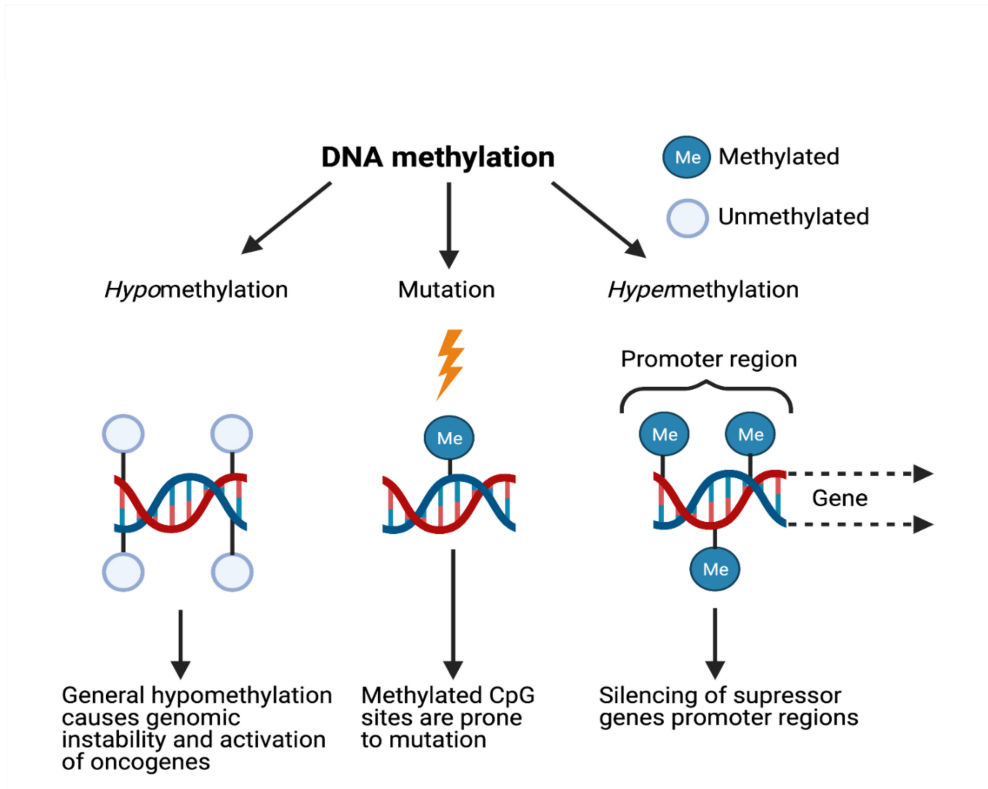 DNA methylation
Me Methylated
Unmethylated
Hypomethylation
Mutation
Hypermethylation
Promoter region
Me
Me
Me
Gene
Me
General hypomethylation
causes genomic
instability and activation
of oncogenes
Methylated CpG
sites are prone
to mutation
Silencing of supressor
genes promoter regions